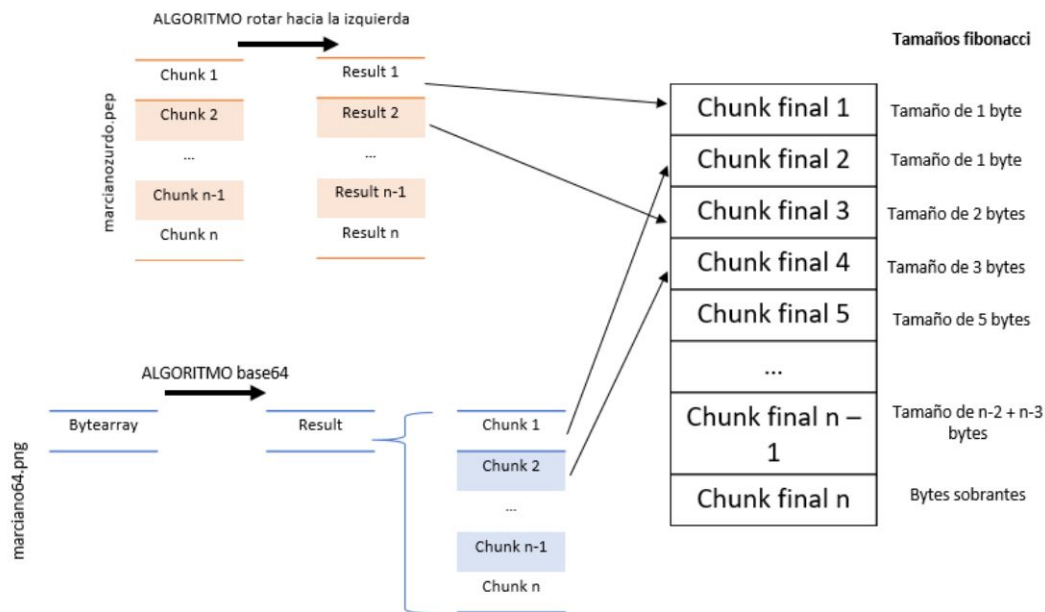 ALGORITMO rotar hacia la izquierda
marcianozurdo.pep
Chunk 1
Chunk 2
...
Chunk n-1
Chunk n
Result 1
Result 2
...
Result n-1
Result n
ALGORITMO base64
marciano64.png
Bytearray
Result
Chunk 1
Chunk 2
...
Chunk n-1
Chunk n
Tamaños fibonacci
Chunk final 1
Tamaño de 1 byte
Chunk final 2
Tamaño de 1 byte
Chunk final 3
Tamaño de 2 bytes
Chunk final 4
Tamaño de 3 bytes
Chunk final 5
Tamaño de 5 bytes
...
Chunk final n –
1
Tamaño de n-2 + n-3
bytes
Chunk final n
Bytes sobrantes